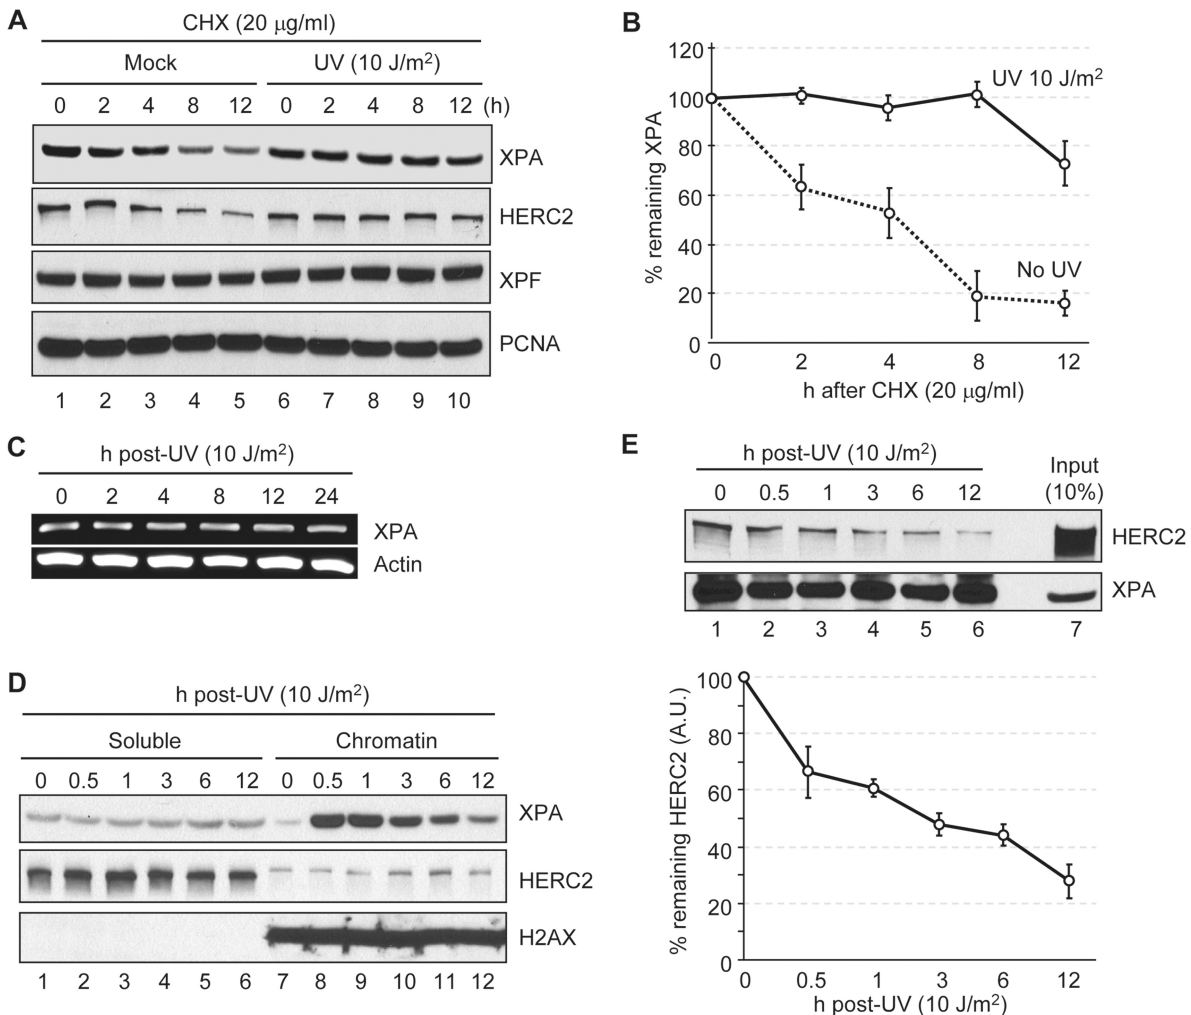 A
CHX (20 μg/ml)
Mock UV (10 J/m²)
0 2 4 8 12 0 2 4 8 12 (h)
XPA
HERC2
XPF
PCNA
1 2 3 4 5 6 7 8 9 10
B
120
100
80
60
40
20
0
% remaining XPA
UV 10 J/m²
No UV
0 2 4 8 12
h after CHX (20 μg/ml)
C
h post-UV (10 J/m²)
0 2 4 8 12 24
XPA
Actin
D
h post-UV (10 J/m²)
Soluble Chromatin
0 0.5 1 3 6 12 0 0.5 1 3 6 12
XPA
HERC2
H2AX
1 2 3 4 5 6 7 8 9 10 11 12
E
h post-UV (10 J/m²)
Input
0 0.5 1 3 6 12 (10%)
HERC2
XPA
1 2 3 4 5 6 7
100
80
60
40
20
0
% remaining HERC2 (A.U.)
0 0.5 1 3 6 12
h post-UV (10 J/m²)